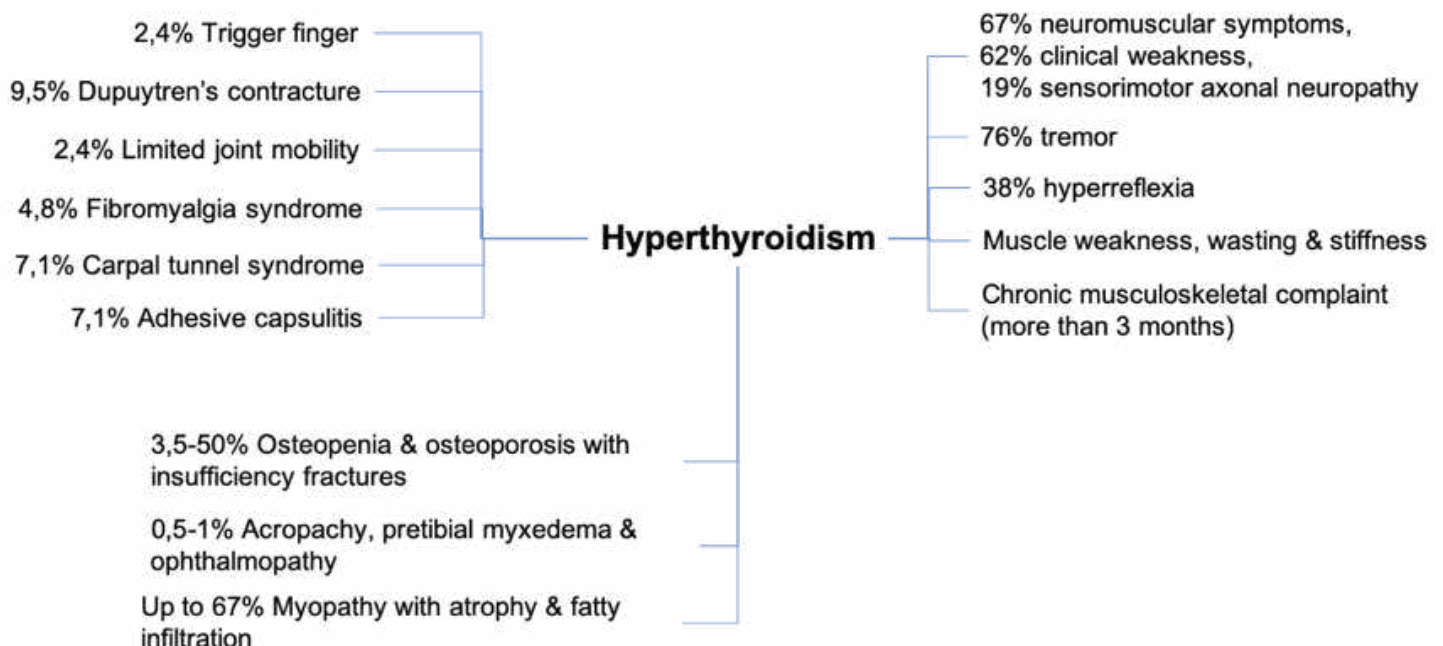 2,4% Trigger finger
9,5% Dupuytren's contracture
2,4% Limited joint mobility
4,8% Fibromyalgia syndrome
7,1% Carpal tunnel syndrome
7,1% Adhesive capsulitis
Hyperthyroidism
67% neuromuscular symptoms,
62% clinical weakness,
19% sensorimotor axonal neuropathy
76% tremor
38% hyperreflexia
Muscle weakness, wasting & stiffness
Chronic musculoskeletal complaint
(more than 3 months)
3,5-50% Osteopenia & osteoporosis with
insufficiency fractures
0,5-1% Acropachy, pretibial myxedema &
ophthalmopathy
Up to 67% Myopathy with atrophy & fatty
infiltration